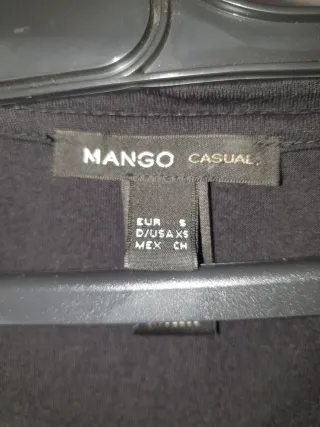 MANGO CASUAL
EUR S
D/USA XS
MEX CH